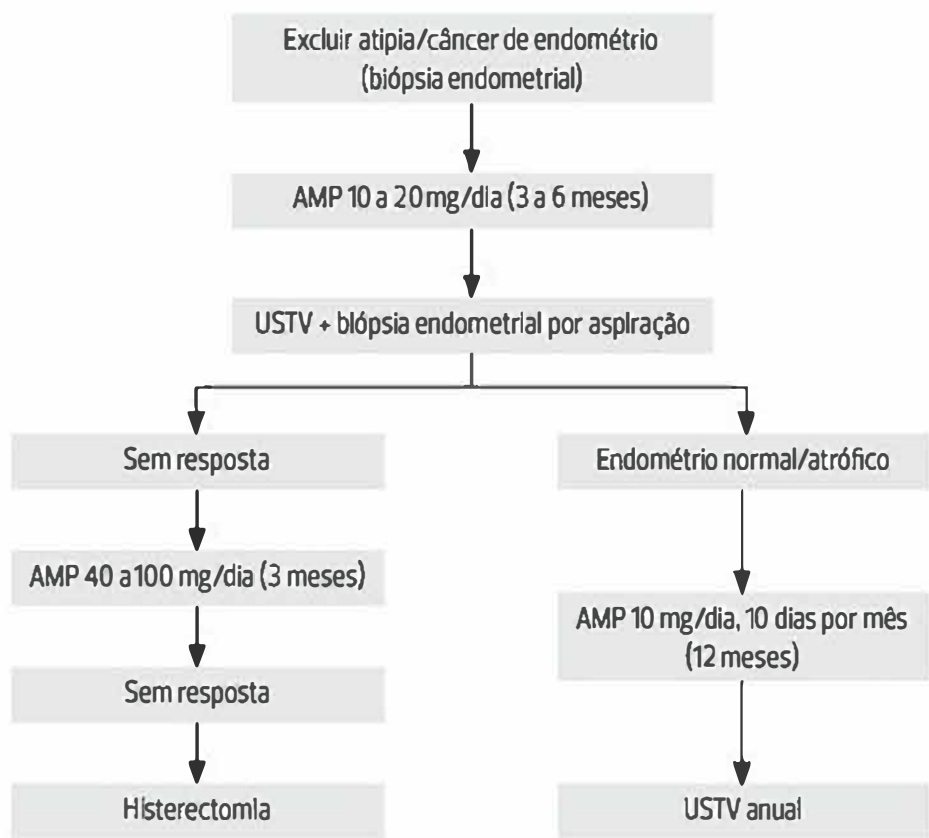 Excluir atipia/câncer de endométrio
(biópsia endometrial)
AMP 10 a 20 mg/dia (3 a 6 meses)
USTV + biópsia endometrial por aspiração
Sem resposta
AMP 40 a 100 mg/dia (3 meses)
Sem resposta
Histerectomia
Endométrio normal/atrófico
AMP 10 mg/dia, 10 dias por mês
(12 meses)
USTV anual